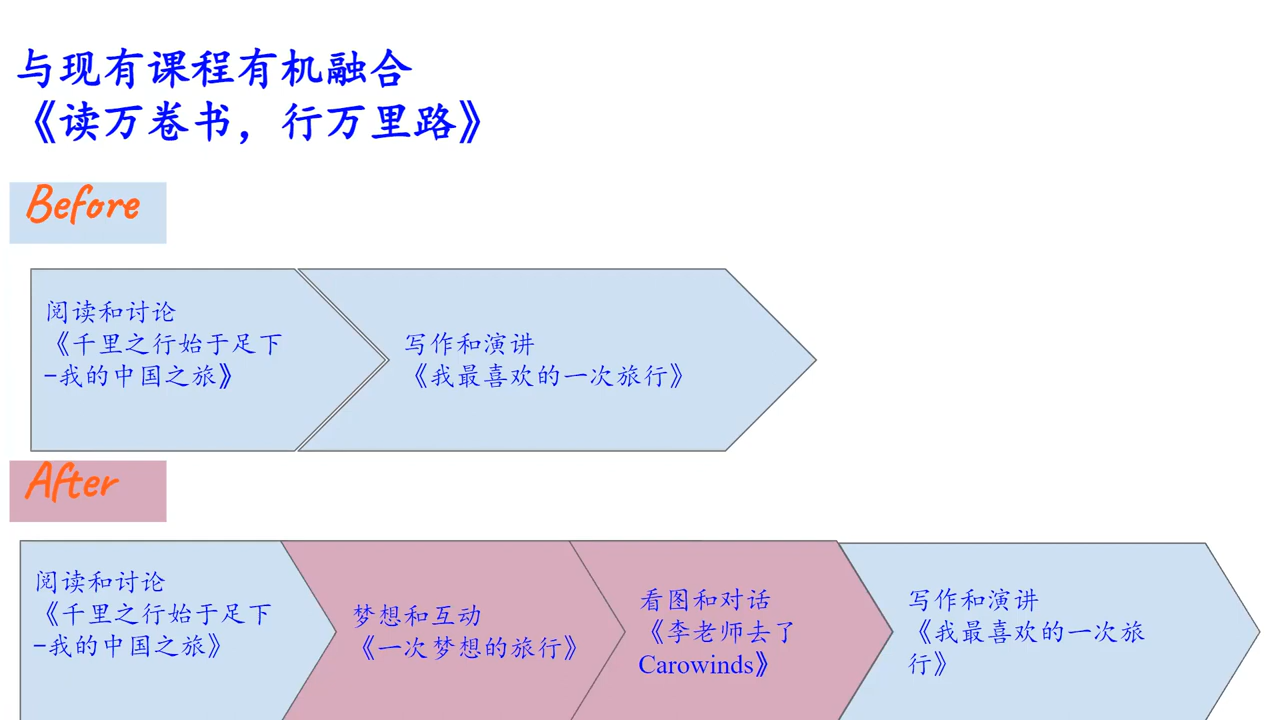 与现有课程有机融合
《读万卷书，行万里路》
Before
阅读和讨论
《千里之行始于足下
-我的中国之旅》
写作和演讲
《我最喜欢的一次旅行》
After
阅读和讨论
《千里之行始于足下
-我的中国之旅》
梦想和互动
《一次梦想的旅行》
看图和对话
《李老师去了
Carowinds》
写作和演讲
《我最喜欢的一次旅
行》